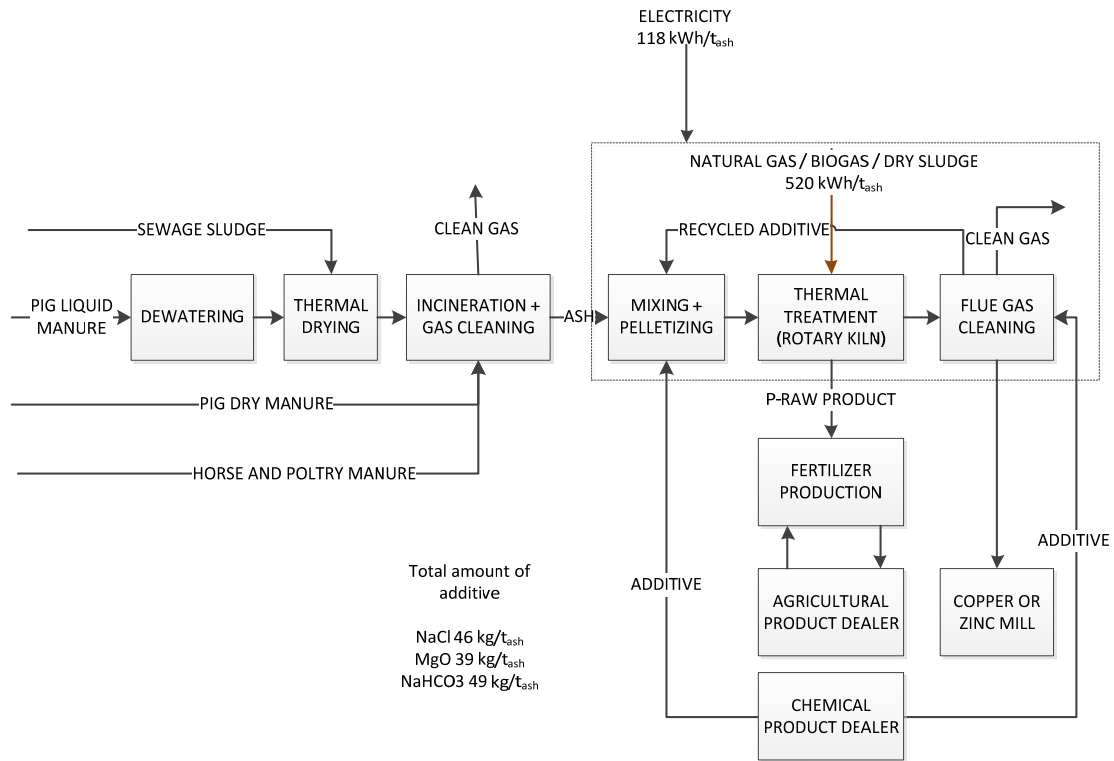 ELECTRICITY
118 kWh/tash
NATURAL GAS / BIOGAS / DRY SLUDGE
520 kWh/tash
SEWAGE SLUDGE
CLEAN GAS
RECYCLED ADDITIVE
CLEAN GAS
PIG LIQUID
MANURE
DEWATERING
THERMAL
DRYING
INCINERATION +
GAS CLEANING
ASH
MIXING +
PELLETIZING
THERMAL
TREATMENT
(ROTARY KILN)
FLUE GAS
CLEANING
PIG DRY MANURE
P-RAW PRODUCT
HORSE AND POLTRY MANURE
FERTILIZER
PRODUCTION
ADDITIVE
Total amount of
additive
NaCl 46 kg/tash
MgO 39 kg/tash
NaHCO3 49 kg/tash
ADDITIVE
AGRICULTURAL
PRODUCT DEALER
COPPER OR
ZINC MILL
CHEMICAL
PRODUCT DEALER